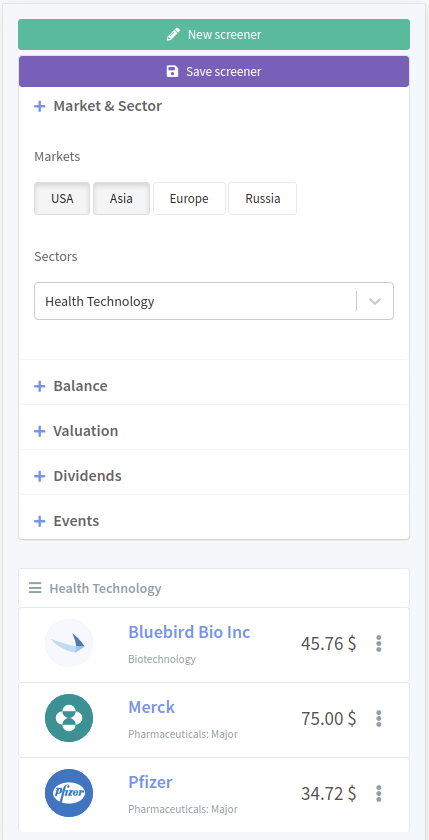 New screener
Save screener
+ Market & Sector
Markets
USA Asia Europe Russia
Sectors
Health Technology
+ Balance
+ Valuation
+ Dividends
+ Events
Health Technology
Bluebird Bio Inc
45.76 $
Biotechnology
Merck
75.00 $
Pharmaceuticals: Major
Pfizer
Pfizer
34.72 $
Pharmaceuticals: Major